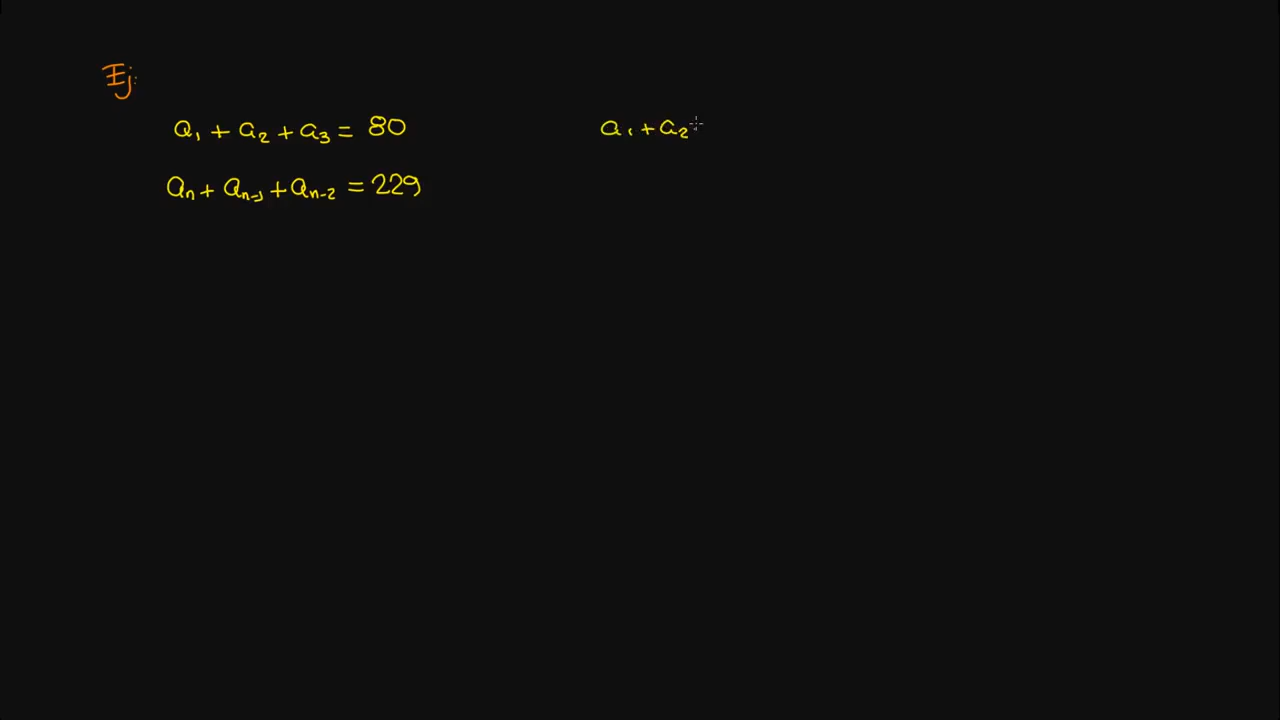 Ej:
a₁ + a₂ + a₃ = 80
a₁ + a₂
aₙ + aₙ₋₁ + aₙ₋₂ = 229